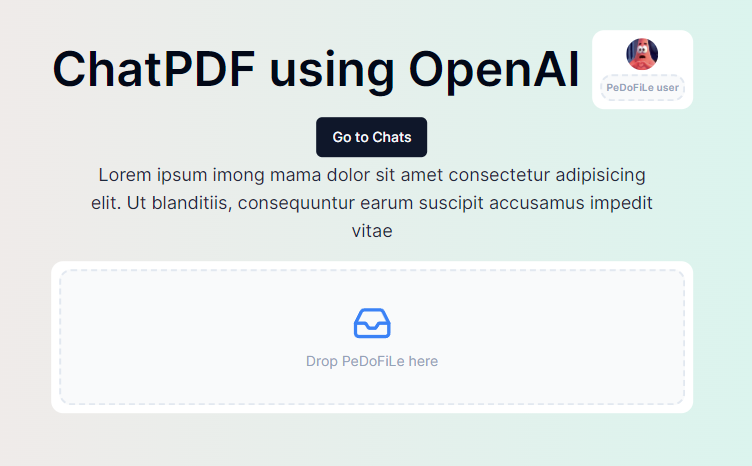 ChatPDF using OpenAI
PeDoFiLe user
Go to Chats
Lorem ipsum imong mama dolor sit amet consectetur adipisicing
elit. Ut blanditiis, consequuntur earum suscipit accusamus impedit
vitae
Drop PeDoFiLe here